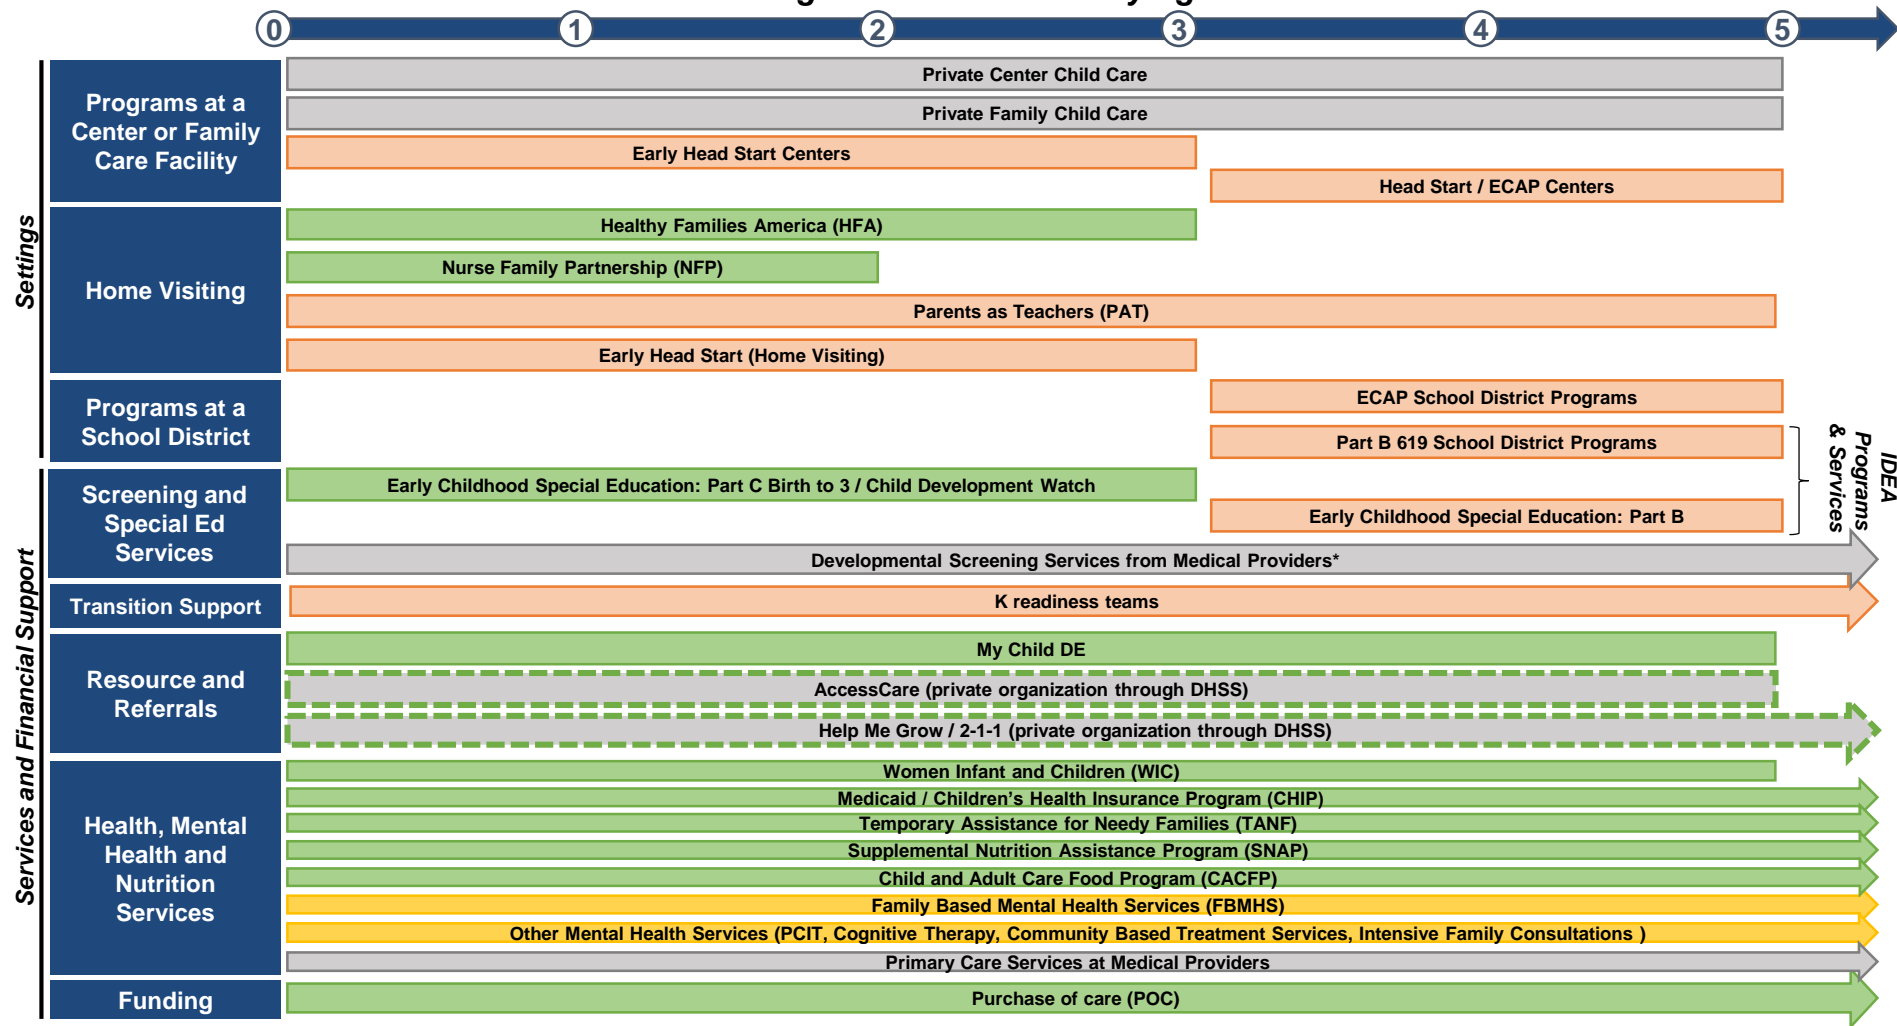 0 1 2 3 4 5
Settings
Programs at a
Center or Family
Care Facility
Private Center Child Care
Private Family Child Care
Early Head Start Centers
Head Start / ECAP Centers
Home Visiting
Healthy Families America (HFA)
Nurse Family Partnership (NFP)
Parents as Teachers (PAT)
Early Head Start (Home Visiting)
Programs at a
School District
ECAP School District Programs
Part B 619 School District Programs
IDEA
Programs
& Services
Services and Financial Support
Screening and
Special Ed
Services
Early Childhood Special Education: Part C Birth to 3 / Child Development Watch
Early Childhood Special Education: Part B
Developmental Screening Services from Medical Providers*
Transition Support
K readiness teams
Resource and
Referrals
My Child DE
AccessCare (private organization through DHSS)
Help Me Grow / 2-1-1 (private organization through DHSS)
Health, Mental
Health and
Nutrition
Services
Women Infant and Children (WIC)
Medicaid / Children’s Health Insurance Program (CHIP)
Temporary Assistance for Needy Families (TANF)
Supplemental Nutrition Assistance Program (SNAP)
Child and Adult Care Food Program (CACFP)
Family Based Mental Health Services (FBMHS)
Other Mental Health Services (PCIT, Cognitive Therapy, Community Based Treatment Services, Intensive Family Consultations )
Primary Care Services at Medical Providers
Funding
Purchase of care (POC)